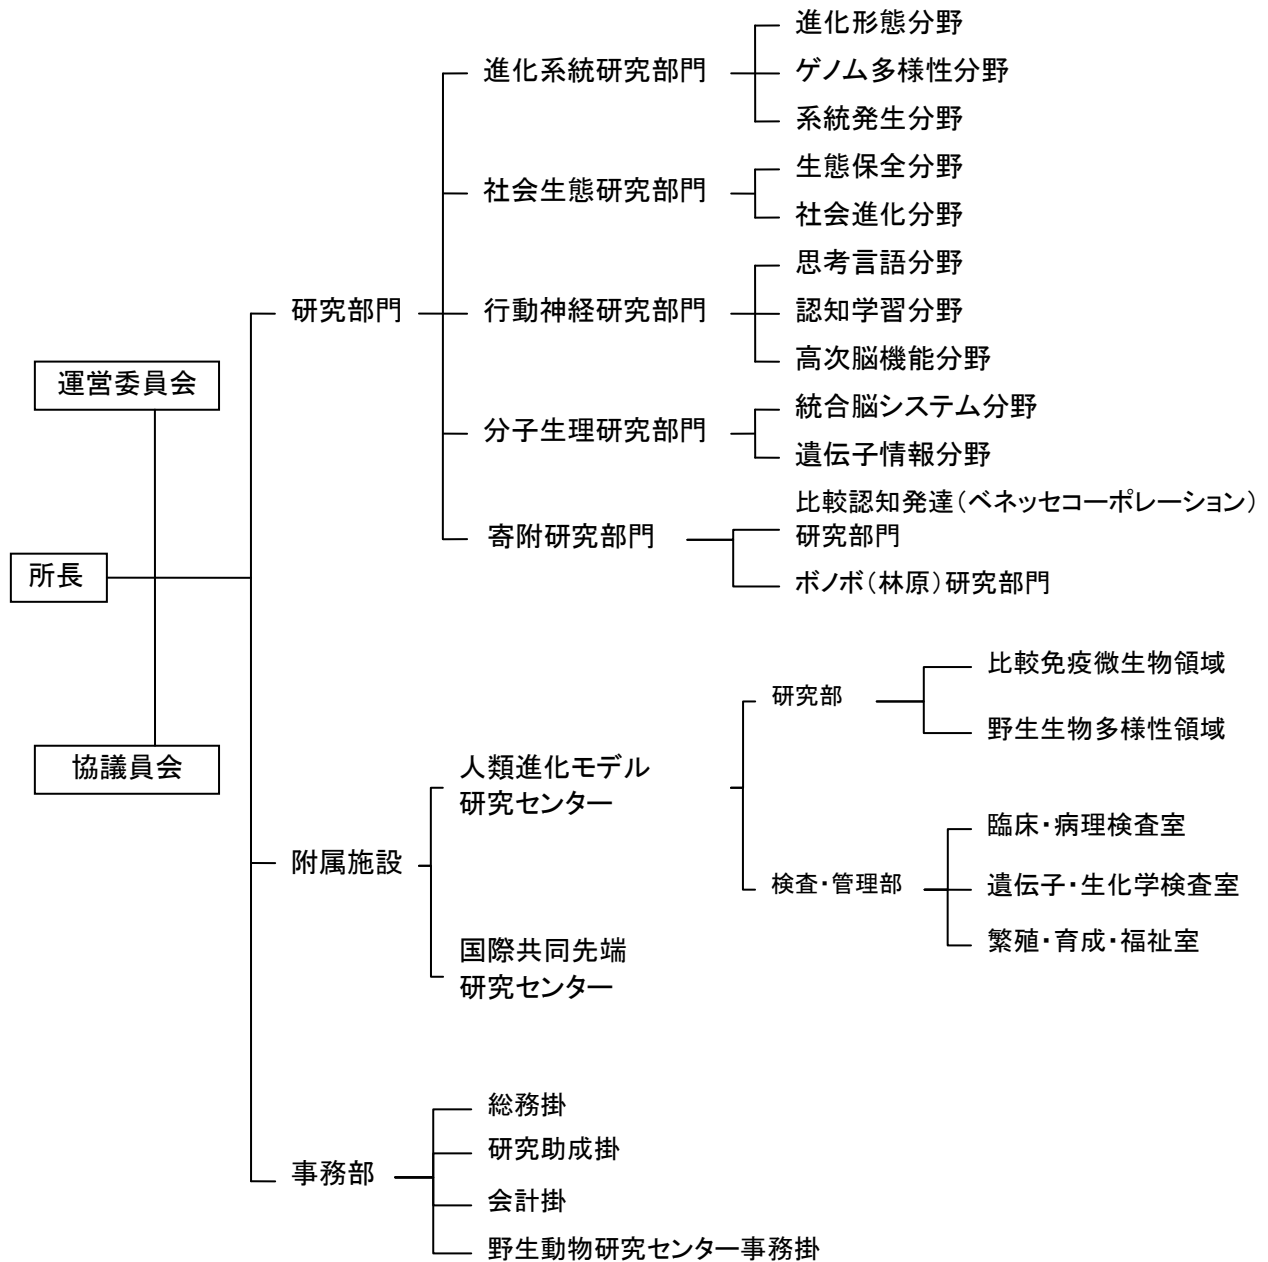 進化形態分野
進化系統研究部門
ゲノム多様性分野
系統発生分野
生態保全分野
社会生態研究部門
社会進化分野
思考言語分野
研究部門
行動神経研究部門
認知学習分野
高次脳機能分野
運営委員会
統合脳システム分野
分子生理研究部門
遺伝子情報分野
比較認知発達(ベネッセコーポレーション)
研究部門
寄附研究部門
所長
ボノボ(林原)研究部門
比較免疫微生物領域
研究部
野生生物多様性領域
協議員会
人類進化モデル
研究センター
臨床・病理検査室
附属施設
検査・管理部
遺伝子・生化学検査室
繁殖・育成・福祉室
国際共同先端
研究センター
総務掛
研究助成掛
事務部
会計掛
野生動物研究センター事務掛